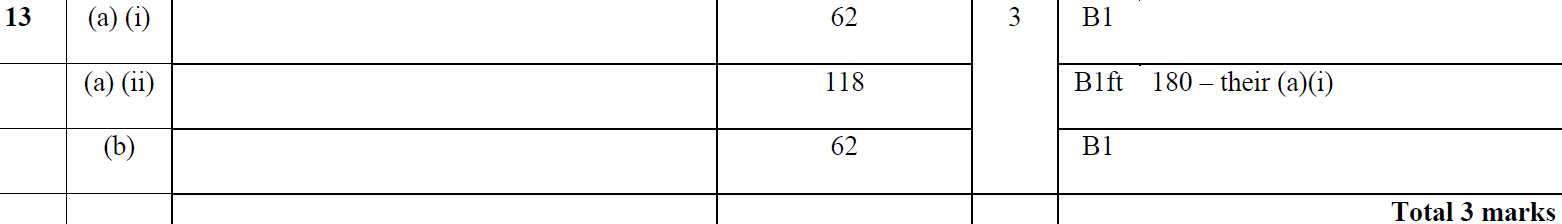 13 (a) (i) 62 3 B1
(a) (ii) 118 B1ft 180 – their (a)(i)
(b) 62 B1
Total 3 marks